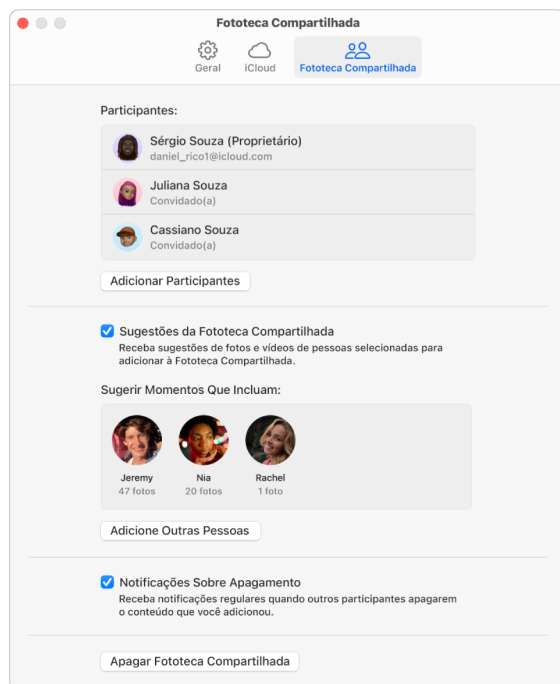 Fototeca Compartilhada
Geral
iCloud
Fototeca Compartilhada
Participantes:
Sérgio Souza (Proprietário)
daniel_rico1@icloud.com
Juliana Souza
Convidado(a)
Cassiano Souza
Convidado(a)
Adicionar Participantes
Sugestões da Fototeca Compartilhada
Receba sugestões de fotos e vídeos de pessoas selecionadas para
adicionar à Fototeca Compartilhada.
Sugerir Momentos Que Incluam:
Jeremy
47 fotos
Nia
20 fotos
Rachel
1 foto
Adicione Outras Pessoas
Notificações Sobre Apagamento
Receba notificações regulares quando outros participantes apagarem
o conteúdo que você adicionou.
Apagar Fototeca Compartilhada